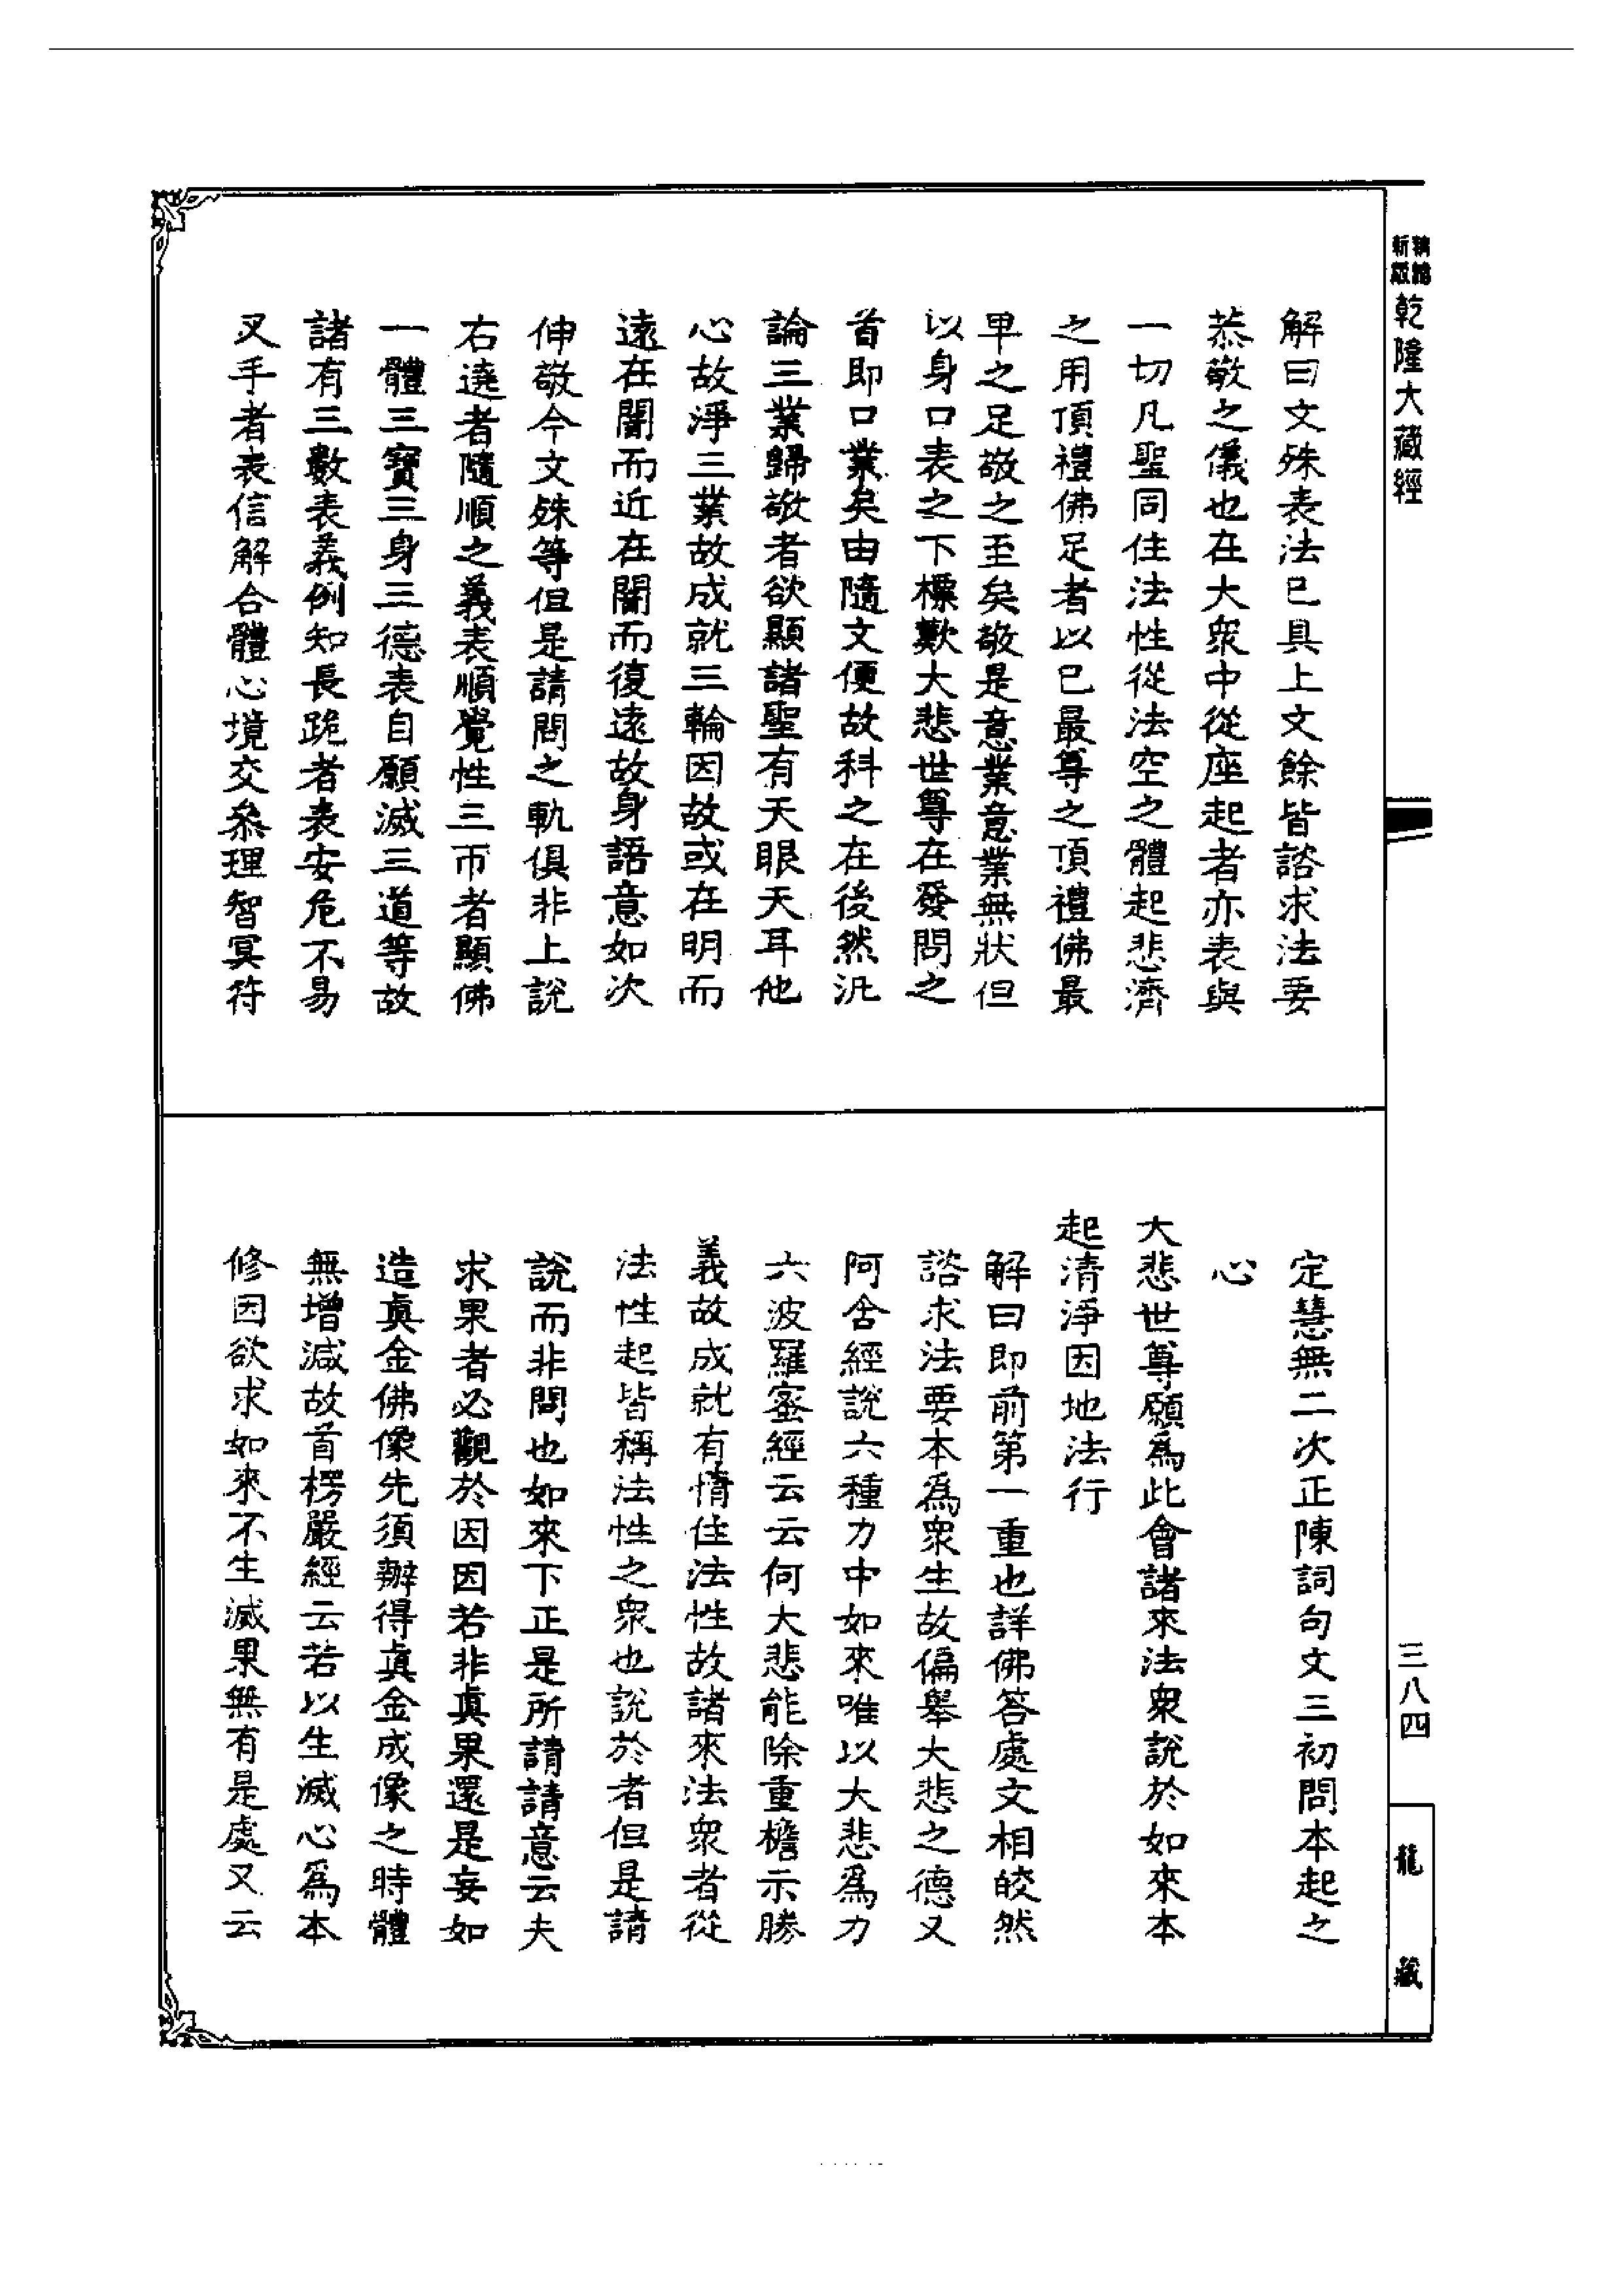 乾隆大藏經
解曰文殊表法已具上文餘皆諮求法要
恭敬之儀也在大衆中從座起者亦表與
一切凡聖同住法性從法空之體起悲濟
之用頂禮佛足者以已最尊之頂禮佛最
卑之足敬之至矣敬是意業意業無狀但
以身口表之下標歎大悲世尊在發問之
首即口業矣由隨文便故科之在後然汎
論三業歸敬者欲顯諸聖有天眼天耳他
心故淨三業故成就三輪因故或在明而
遠在闇而近在闇而復遠故身語意如次
伸敬今文殊等但是請問之軌俱非上說
右遶者隨順之義表順覺性三帀者顯佛
一體三寶三身三德表自願滅三道等故
諸有三數表義例知長跪者表安危不易
叉手者表信解合體心境交叅理智冥符
定慧無二次正陳詞句文三初問本起之
心
大悲世尊願爲此會諸來法衆說於如來本
起清淨因地法行
解曰即前第一重也詳佛答處文相皎然
諮求法要本爲衆生故偏舉大悲之德又
阿含經說六種力中如來唯以大悲爲力
六波羅蜜經云云何大悲能除重檐示勝
義故成就有情住法性故諸來法衆者從
法性起皆稱法性之衆也說於者但是請
說而非問也如來下正是所請請意云夫
求果者必觀於因因若非眞果還是妄如
造眞金佛像先須辦得眞金成像之時體
無增減故首楞嚴經云若以生滅心爲本
修因欲求如來不生滅果無有是處又云
三八四
龍藏